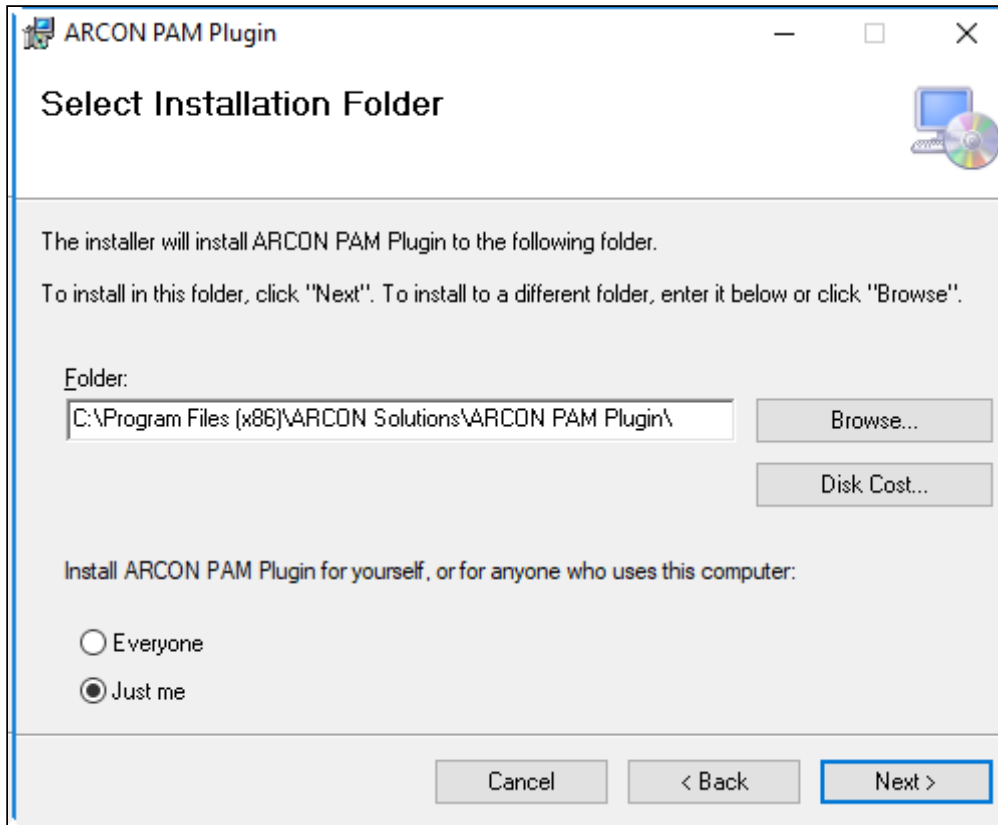 ARCON PAM Plugin
Select Installation Folder
The installer will install ARCON PAM Plugin to the following folder.
To install in this folder, click "Next". To install to a different folder, enter it below or click "Browse".
Folder:
C:\Program Files (x86)\ARCON Solutions\ARCON PAM Plugin\
Browse...
Disk Cost...
Install ARCON PAM Plugin for yourself, or for anyone who uses this computer:
Everyone
Just me
Cancel
< Back
Next >